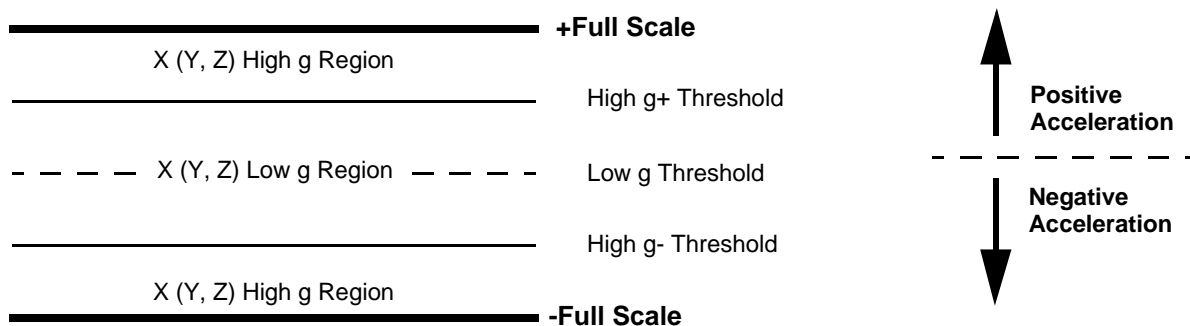 +Full Scale
X (Y, Z) High g Region
High g+ Threshold
Positive
Acceleration
X (Y, Z) Low g Region
Low g Threshold
Negative
Acceleration
High g- Threshold
X (Y, Z) High g Region
-Full Scale